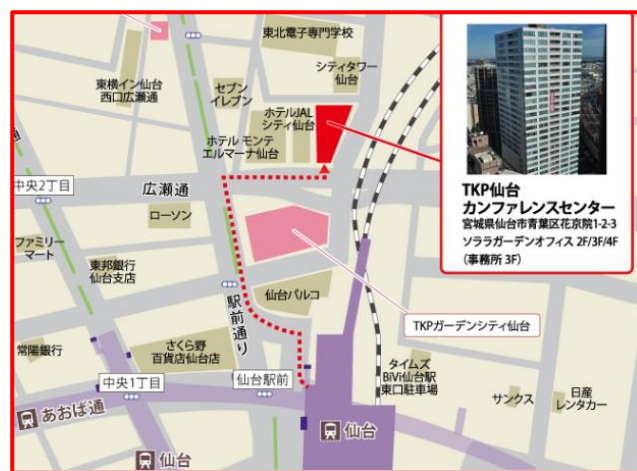 東北電子専門学校
シティタワー
仙台
東横イン仙台
西口広瀬通
セブン
イレブン
ホテルJAL
シティ仙台
ホテル モンテ
エルマーナ仙台
TKP仙台
カンファレンスセンター
宮城県仙台市青葉区花京院1-2-3
ソララガーデンオフィス 2F/3F/4F
（事務所 3F）
中央2丁目
広瀬通
ローソン
ファミリー
マート
東邦銀行
仙台支店
駅前通り
仙台パルコ
TKPガーデンシティ仙台
常陽銀行
さくら野
百貨店仙台店
中央1丁目
仙台駅前
タイムズ
BiVi仙台駅
東口駐車場
サンクス
日産
レンタカー
あおば通
仙台
仙台